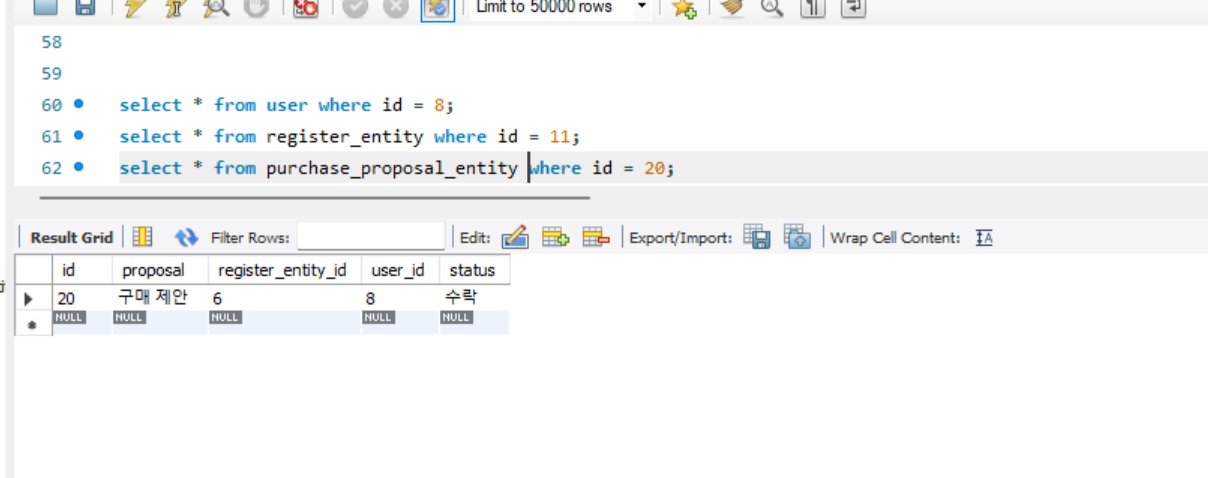 Limit to 50000 rows
58
59
60 select * from user where id = 8;
61 select * from register_entity where id = 11;
62 select * from purchase_proposal_entity where id = 20;
Result Grid Filter Rows: Edit: Export/Import: Wrap Cell Content:
id proposal register_entity_id user_id status
20 구매 제안 6 8 수락
NULL NULL NULL NULL NULL